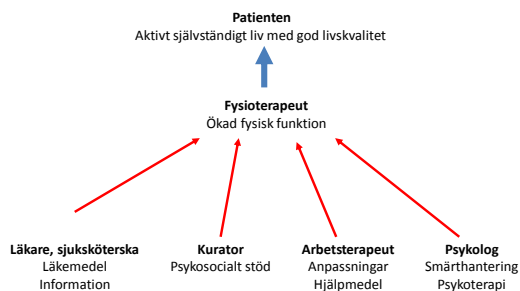 Patienten
Aktivt självständigt liv med god livskvalitet
Fysioterapeut
Ökad fysisk funktion
Läkare, sjuksköterska
Läkemedel
Information
Kurator
Psykosocialt stöd
Arbetsterapeut
Anpassningar
Hjälpmedel
Psykolog
Smärthantering
Psykoterapi